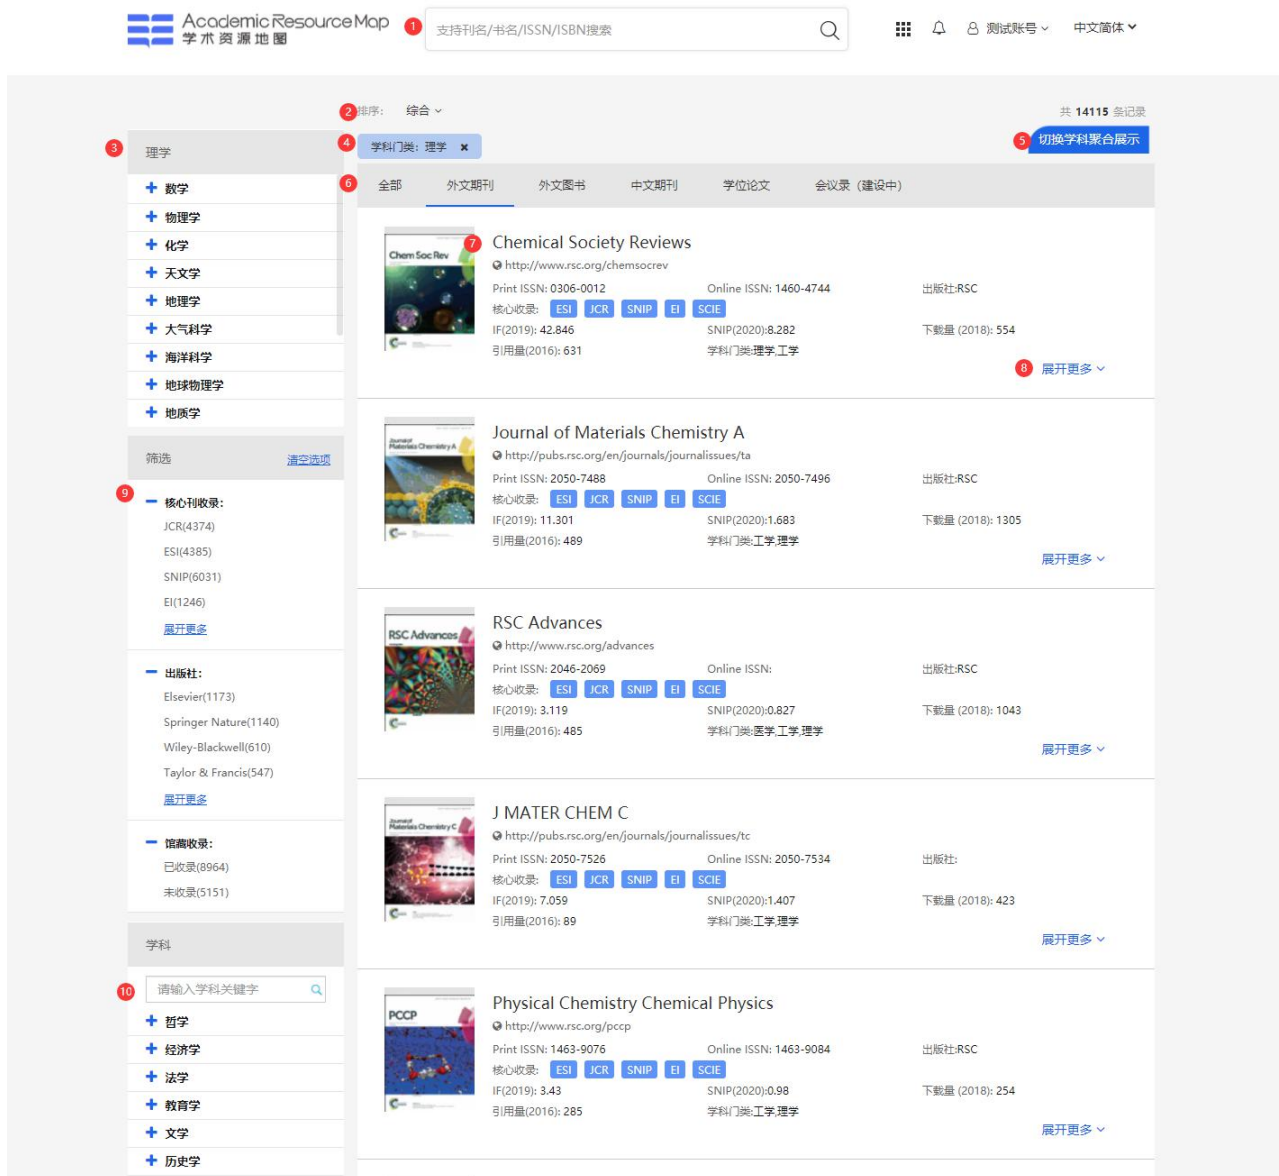 Academic Resource Map
学术资源地图
1
支持刊名/书名/ISSN/ISBN搜索
测试账号
中文简体
2 排序: 综合
共 14115 条记录
3 理学
4 学科门类: 理学 ×
5 切换学科聚合展示
数学
物理学
化学
天文学
地理学
大气科学
海洋科学
地球物理学
地质学
筛选 清空选项
9 核心刊收录:
JCR(4374)
ESI(4385)
SNIP(6031)
EI(1246)
展开更多
出版社:
Elsevier(1173)
Springer Nature(1140)
Wiley-Blackwell(610)
Taylor & Francis(547)
展开更多
馆藏收录:
已收录(8964)
未收录(5151)
学科
10 请输入学科关键字
哲学
经济学
法学
教育学
文学
历史学
6 全部 外文期刊 外文图书 中文期刊 学位论文 会议录（建设中）
Chem Soc Rev
7 Chemical Society Reviews
http://www.rsc.org/chemsocrev
Print ISSN: 0306-0012 Online ISSN: 1460-4744 出版社:RSC
核心收录: ESI JCR SNIP EI SCIE
IF(2019): 42.846 SNIP(2020):8.282 下载量 (2018): 554
引用量(2016): 631 学科门类:理学,工学
8 展开更多
Journal of
Materials Chemistry A
Journal of Materials Chemistry A
http://pubs.rsc.org/en/journals/journalissues/ta
Print ISSN: 2050-7488 Online ISSN: 2050-7496 出版社:RSC
核心收录: ESI JCR SNIP EI SCIE
IF(2019): 11.301 SNIP(2020):1.683 下载量 (2018): 1305
引用量(2016): 489 学科门类:工学,理学
展开更多
RSC Advances
RSC Advances
http://www.rsc.org/advances
Print ISSN: 2046-2069 Online ISSN: 出版社:RSC
核心收录: ESI JCR SNIP EI SCIE
IF(2019): 3.119 SNIP(2020):0.827 下载量 (2018): 1043
引用量(2016): 485 学科门类:医学,工学,理学
展开更多
Journal of
Materials Chemistry C
J MATER CHEM C
http://pubs.rsc.org/en/journals/journalissues/tc
Print ISSN: 2050-7526 Online ISSN: 2050-7534 出版社:
核心收录: ESI JCR SNIP EI SCIE
IF(2019): 7.059 SNIP(2020):1.407 下载量 (2018): 423
引用量(2016): 89 学科门类:工学,理学
展开更多
PCCP
Physical Chemistry Chemical Physics
http://www.rsc.org/pccp
Print ISSN: 1463-9076 Online ISSN: 1463-9084 出版社:RSC
核心收录: ESI JCR SNIP EI SCIE
IF(2019): 3.43 SNIP(2020):0.98 下载量 (2018): 254
引用量(2016): 285 学科门类:工学,理学
展开更多